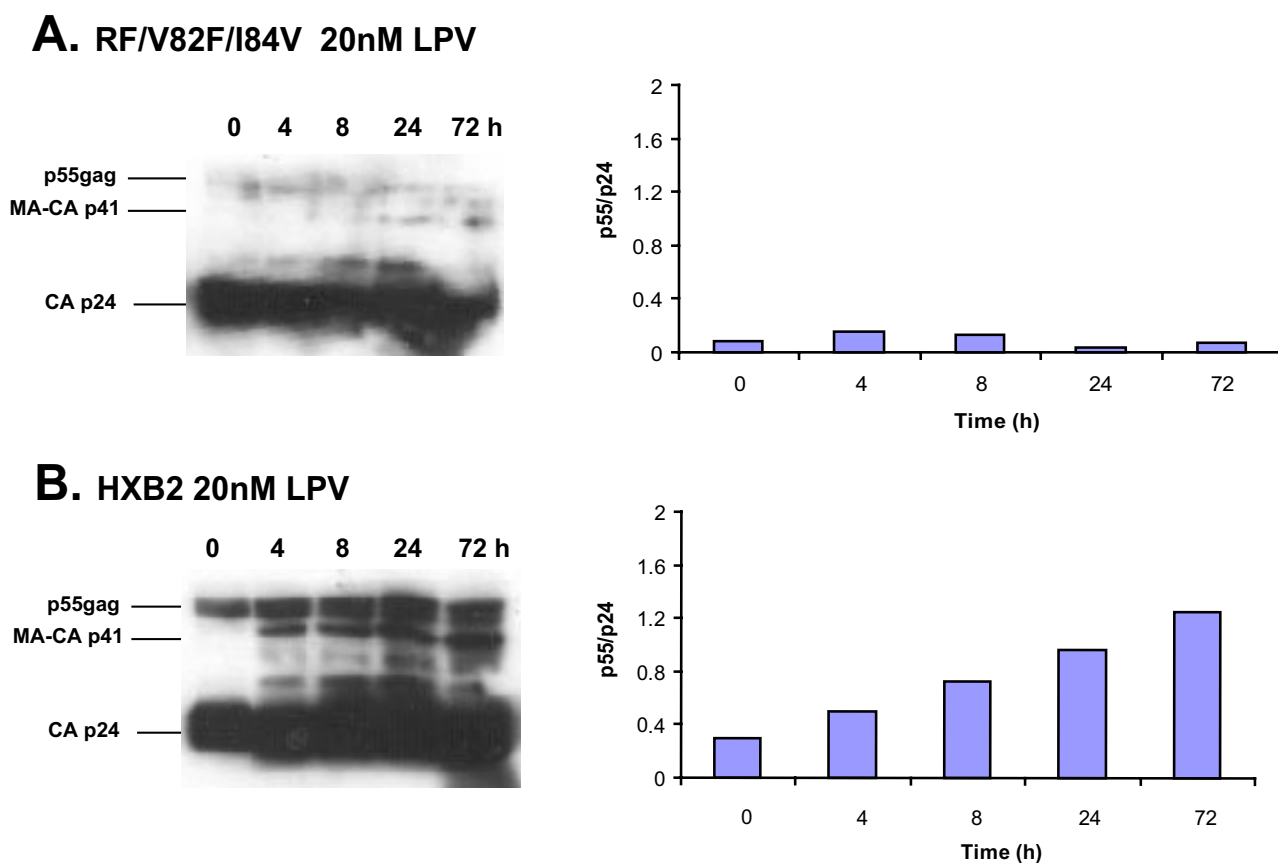 A. RF/V82F/I84V 20nM LPV
0 4 8 24 72 h
p55gag
MA-CA p41
CA p24
2
1.6
1.2
0.8
0.4
0
p55/p24
0 4 8 24 72
Time (h)
B. HXB2 20nM LPV
0 4 8 24 72 h
p55gag
MA-CA p41
CA p24
2
1.6
1.2
0.8
0.4
0
p55/p24
0 4 8 24 72
Time (h)